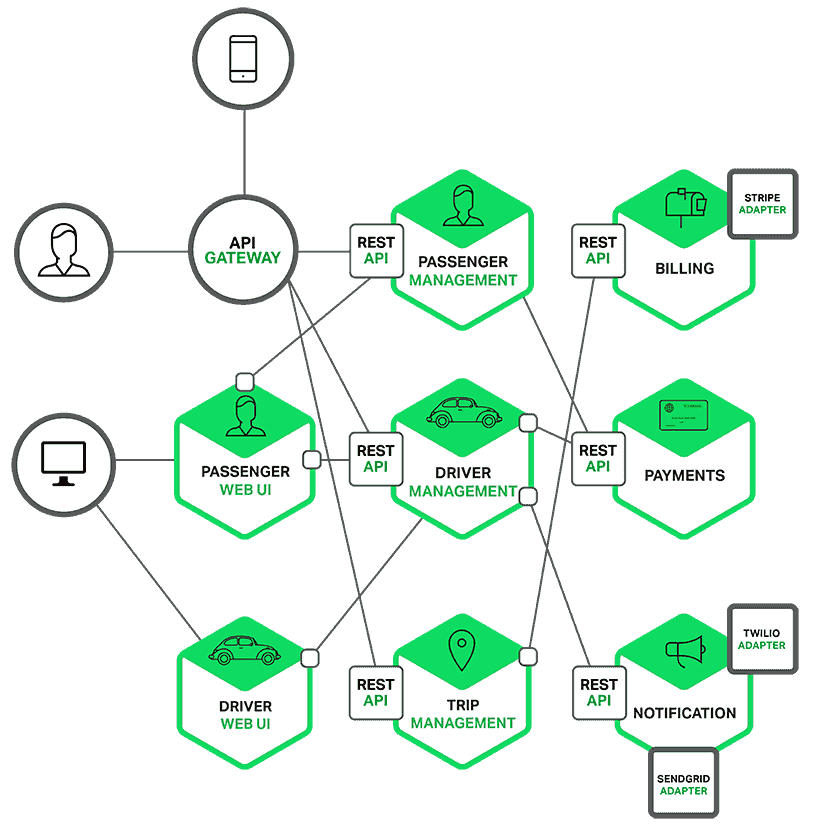 API
GATEWAY
REST
API
PASSENGER
MANAGEMENT
REST
API
BILLING
STRIPE
ADAPTER
PASSENGER
WEB UI
REST
API
DRIVER
MANAGEMENT
REST
API
PAYMENTS
DRIVER
WEB UI
REST
API
TRIP
MANAGEMENT
REST
API
NOTIFICATION
TWILIO
ADAPTER
SENDGRID
ADAPTER